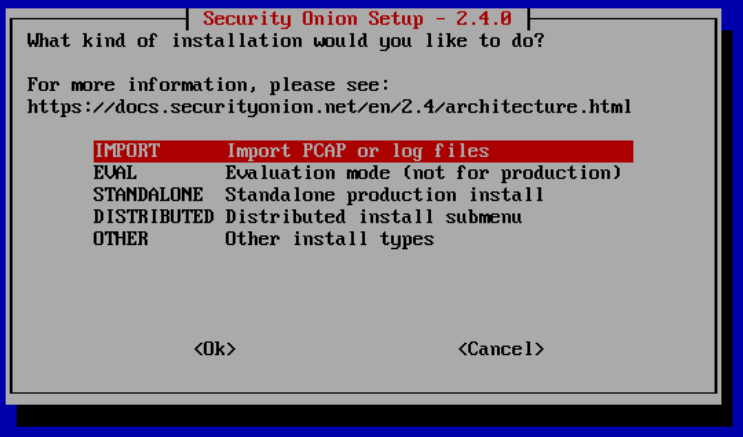 Security Onion Setup - 2.4.0
What kind of installation would you like to do?
For more information, please see:
https://docs.securityonion.net/en/2.4/architecture.html
IMPORT Import PCAP or log files
EVAL Evaluation mode (not for production)
STANDALONE Standalone production install
DISTRIBUTED Distributed install submenu
OTHER Other install types
<Ok> <Cancel>